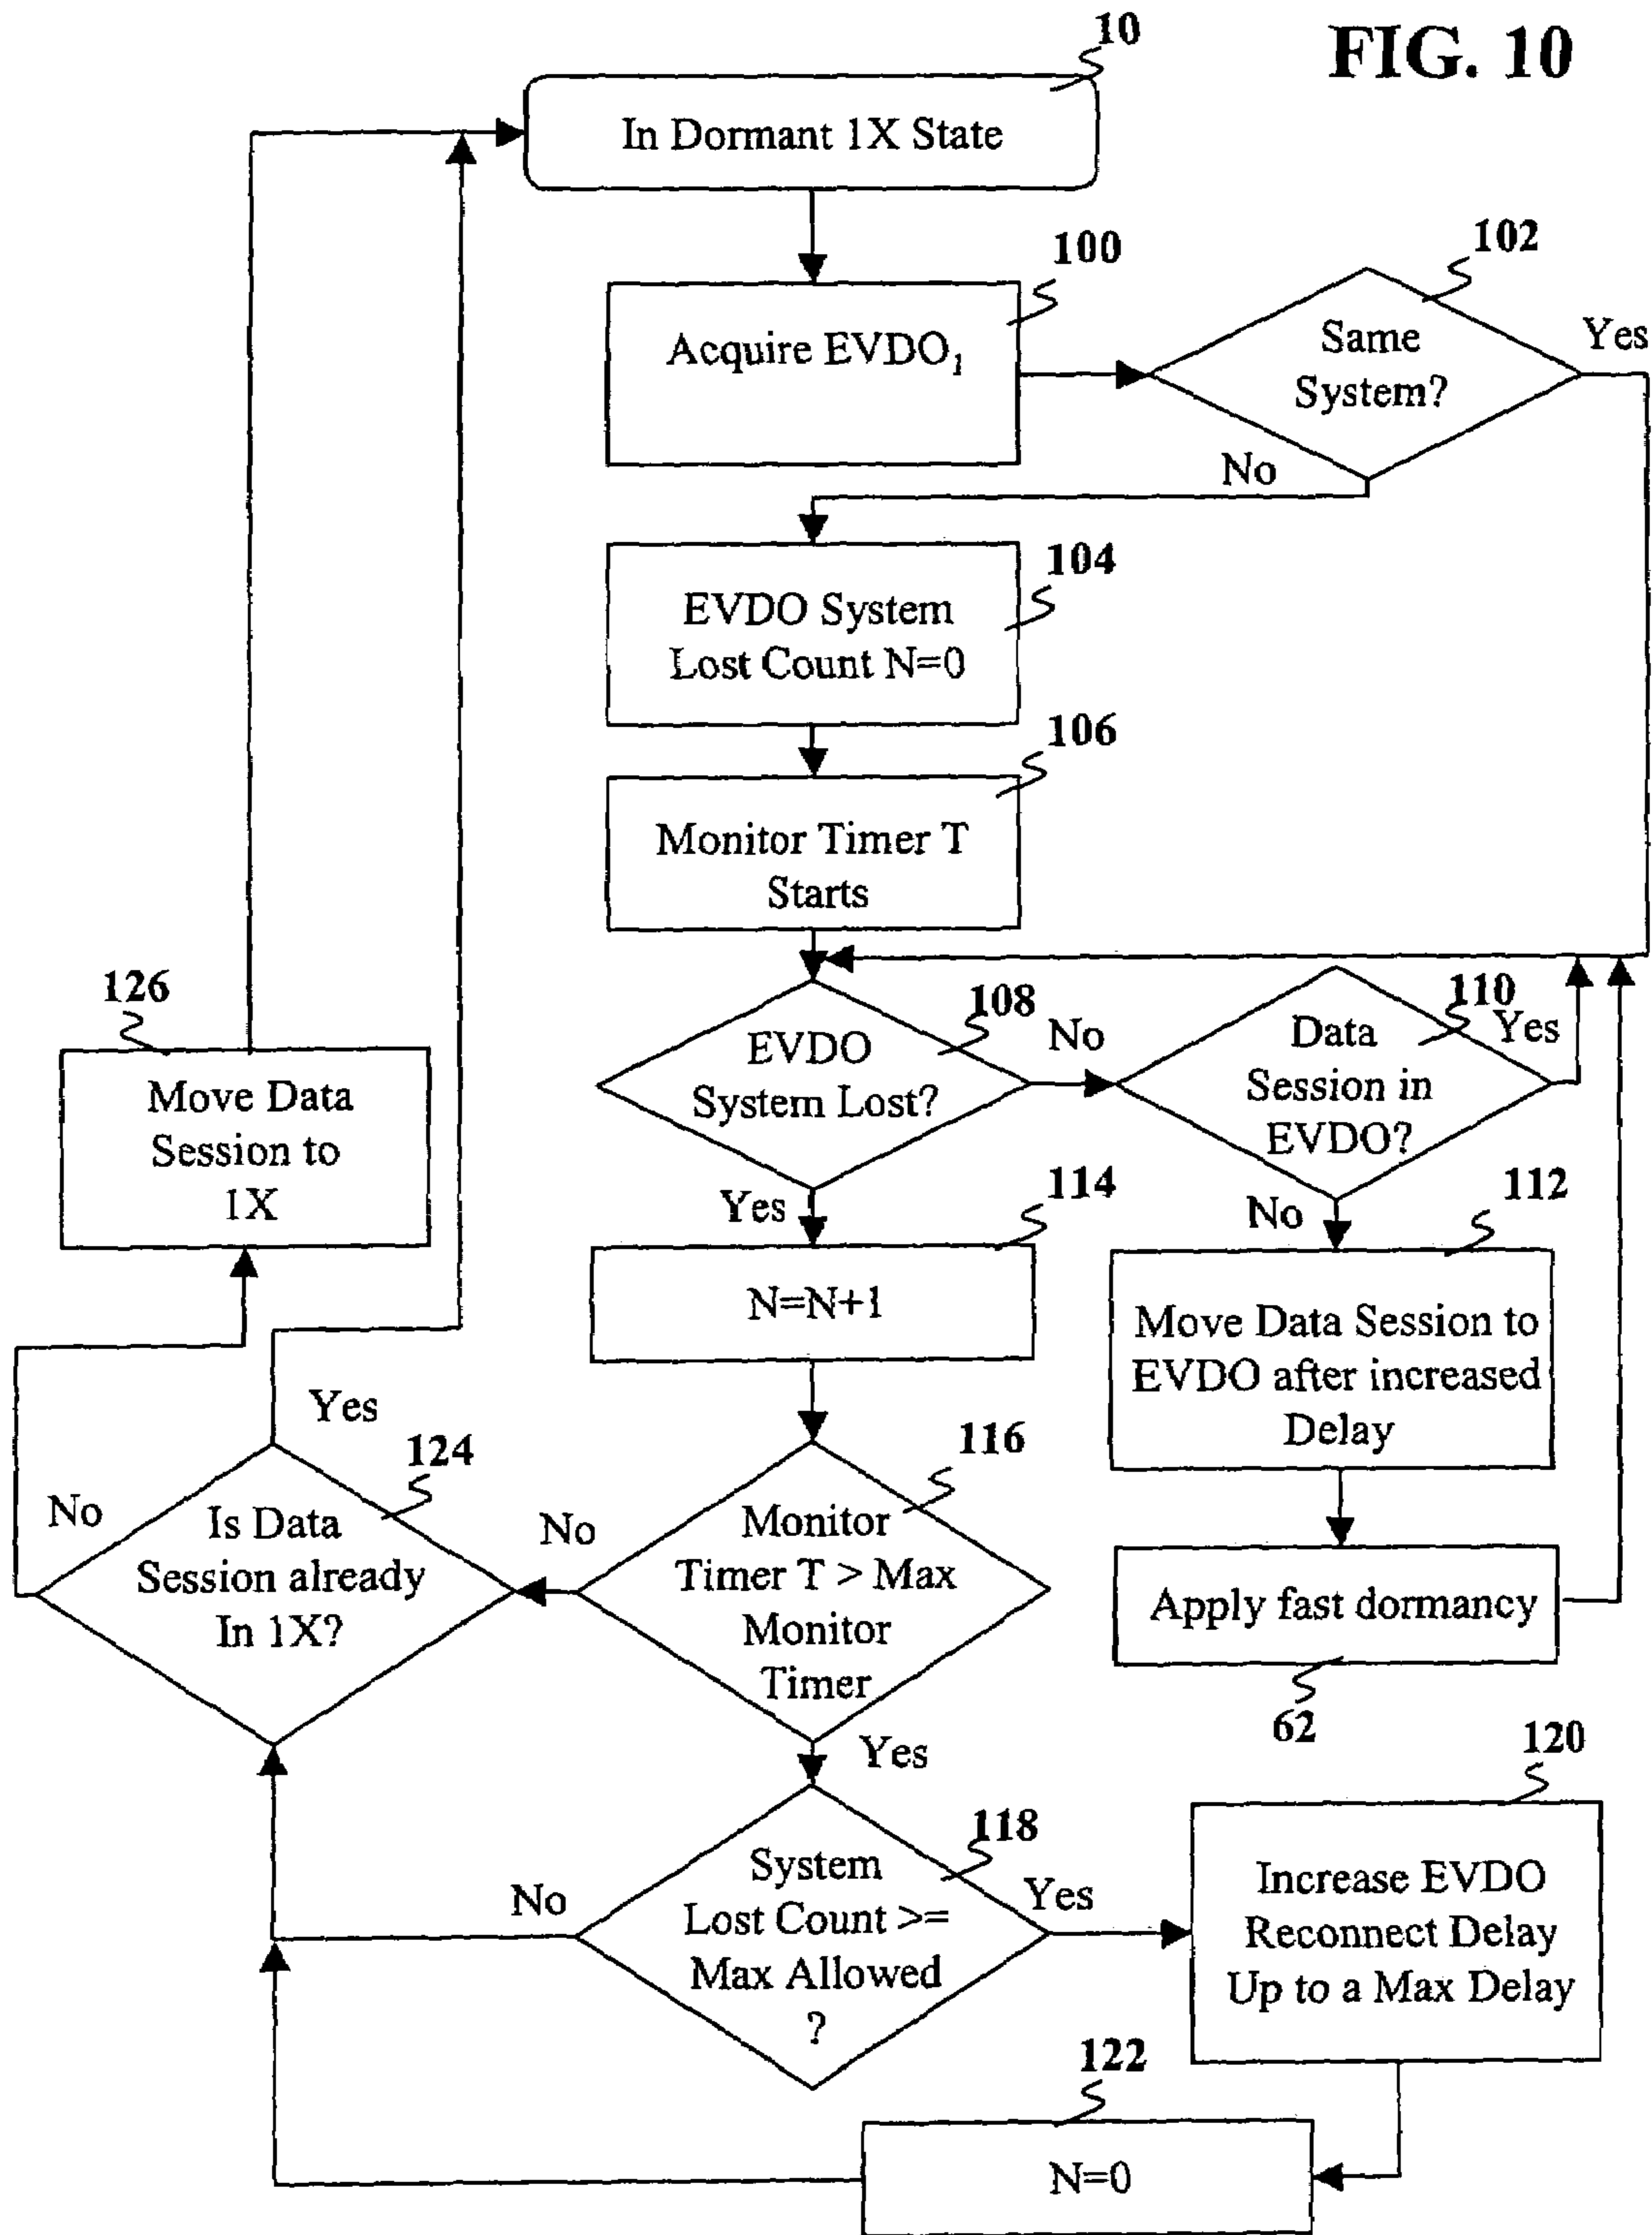 FIG. 10
10
In Dormant 1X State
100
Acquire EVDO₁
102
Same
System?
Yes
No
104
EVDO System
Lost Count N=0
106
Monitor Timer T
Starts
108
EVDO
System Lost?
No
110
Data
Session in
EVDO?
Yes
No
112
Move Data Session to
EVDO after increased
Delay
Apply fast dormancy
62
Yes
114
N=N+1
116
Monitor
Timer T > Max
Monitor
Timer
No
Yes
118
System
Lost Count >=
Max Allowed
?
No
Yes
120
Increase EVDO
Reconnect Delay
Up to a Max Delay
122
N=0
124
Is Data
Session already
In 1X?
Yes
No
126
Move Data
Session to
1X